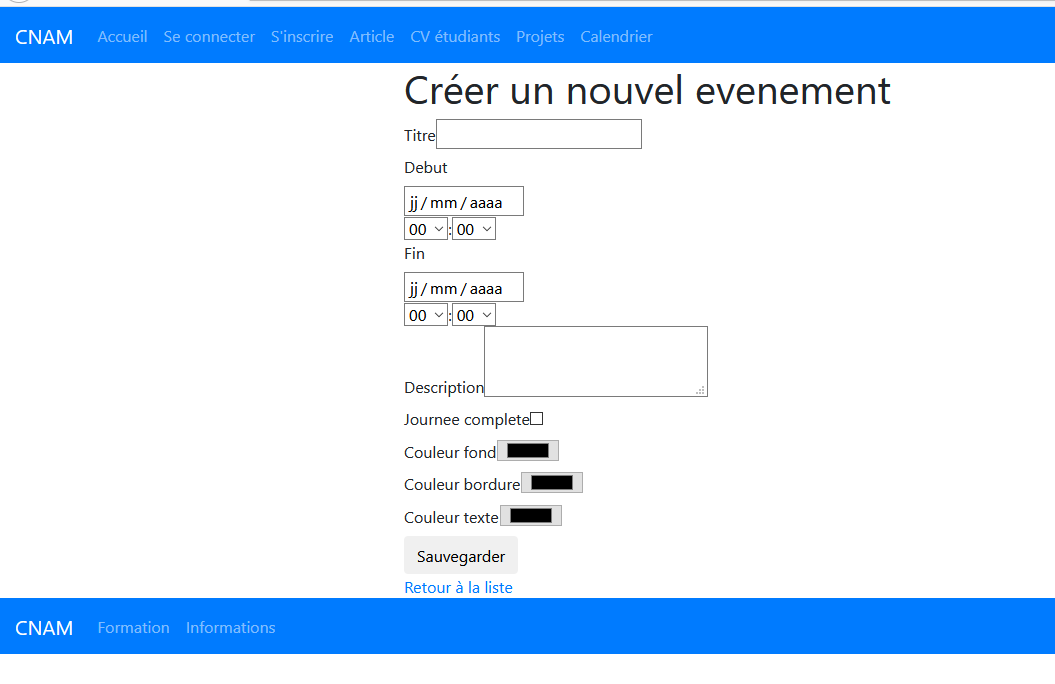 CNAM Accueil Se connecter S'inscrire Article CV étudiants Projets Calendrier
Créer un nouvel evenement
Titre
Debut
jj / mm / aaaa
00 : 00
Fin
jj / mm / aaaa
00 : 00
Description
Journee complete
Couleur fond
Couleur bordure
Couleur texte
Sauvegarder
Retour à la liste
CNAM Formation Informations